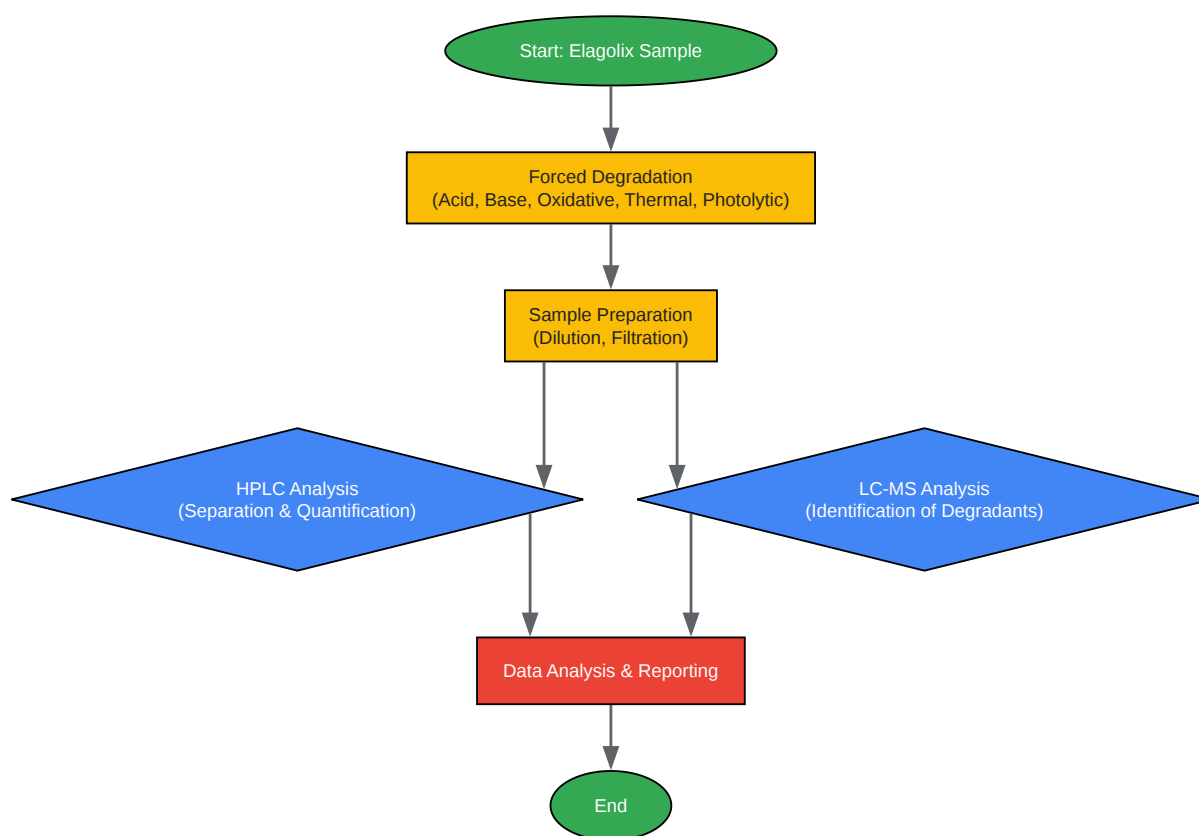 Start: Elagolix Sample
Forced Degradation
(Acid, Base, Oxidative, Thermal, Photolytic)
Sample Preparation
(Dilution, Filtration)
HPLC Analysis
(Separation & Quantification)
LC-MS Analysis
(Identification of Degradants)
Data Analysis & Reporting
End